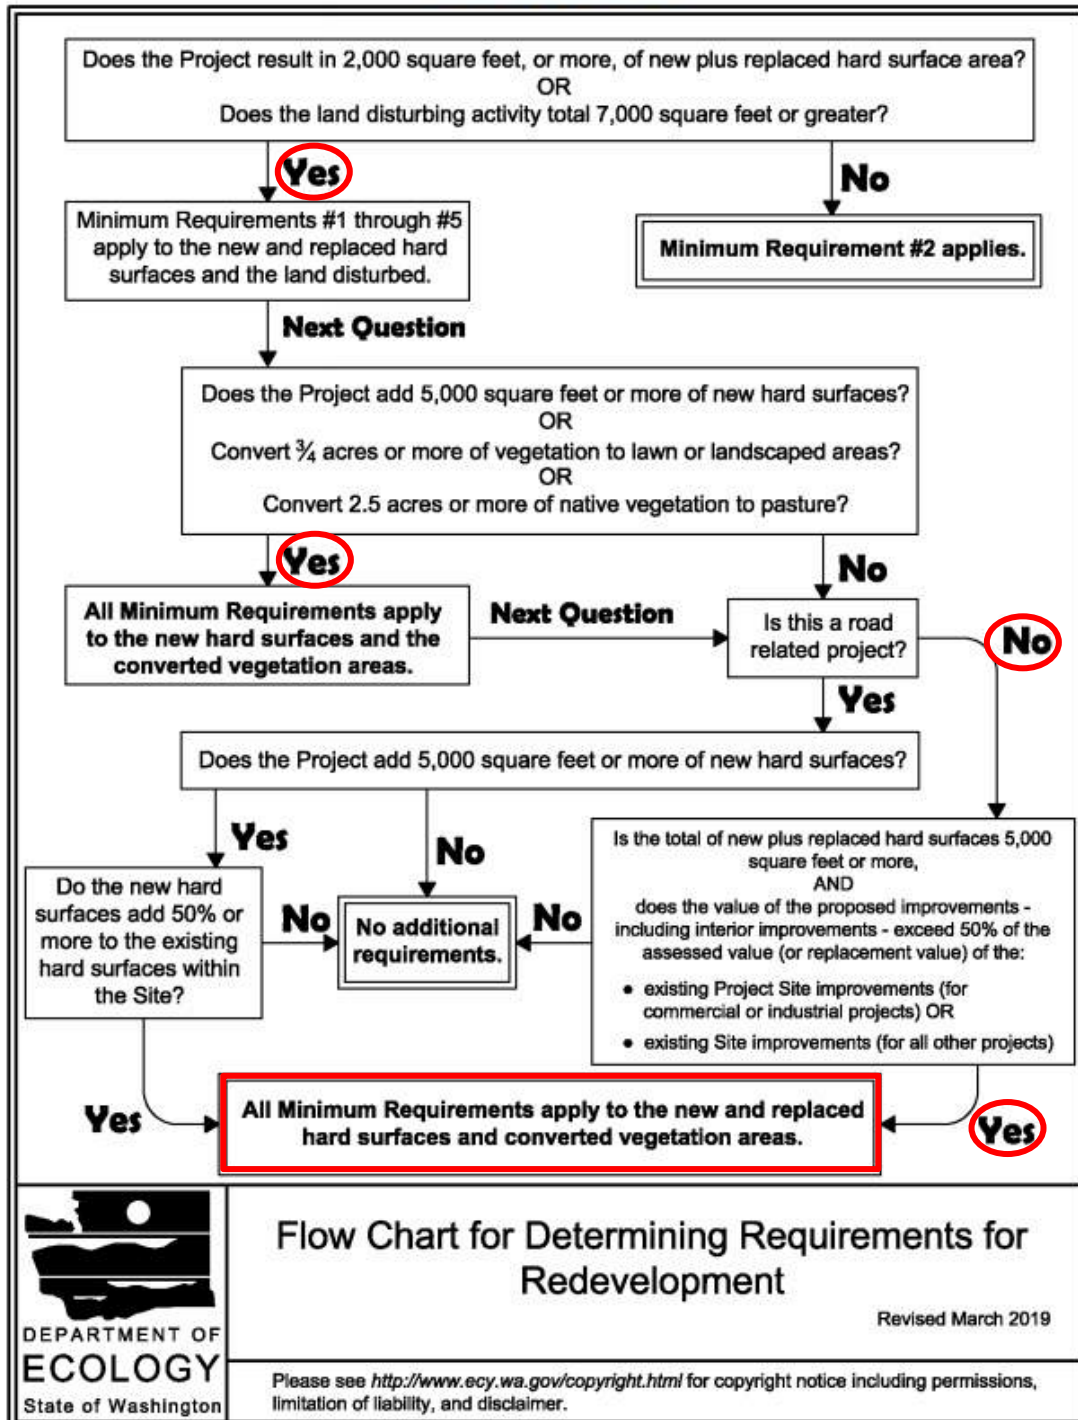 Does the Project result in 2,000 square feet, or more, of new plus replaced hard surface area?
OR
Does the land disturbing activity total 7,000 square feet or greater?
Yes
No
Minimum Requirements #1 through #5
apply to the new and replaced hard
surfaces and the land disturbed.
Minimum Requirement #2 applies.
Next Question
Does the Project add 5,000 square feet or more of new hard surfaces?
OR
Convert ¾ acres or more of vegetation to lawn or landscaped areas?
OR
Convert 2.5 acres or more of native vegetation to pasture?
Yes
No
All Minimum Requirements apply
to the new hard surfaces and the
converted vegetation areas.
Next Question
Is this a road
related project?
No
Yes
Does the Project add 5,000 square feet or more of new hard surfaces?
Yes
No
Do the new hard
surfaces add 50% or
more to the existing
hard surfaces within
the Site?
No
No additional
requirements.
No
Is the total of new plus replaced hard surfaces 5,000
square feet or more,
AND
does the value of the proposed improvements -
including interior improvements - exceed 50% of the
assessed value (or replacement value) of the:
• existing Project Site improvements (for
commercial or industrial projects) OR
• existing Site improvements (for all other projects)
Yes
All Minimum Requirements apply to the new and replaced
hard surfaces and converted vegetation areas.
Yes
DEPARTMENT OF
ECOLOGY
State of Washington
Flow Chart for Determining Requirements for
Redevelopment
Revised March 2019
Please see http://www.ecy.wa.gov/copyright.html for copyright notice including permissions,
limitation of liability, and disclaimer.